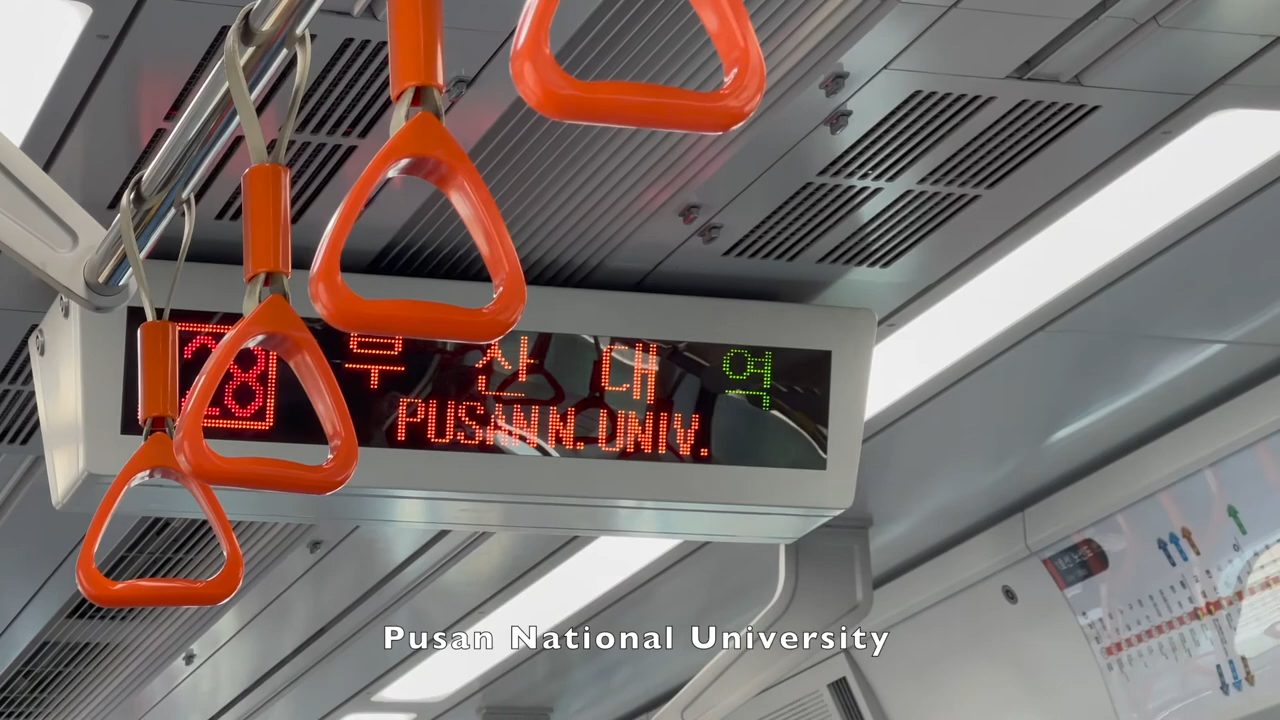 28 부산대 역
PUSAN N. UNIV.
Pusan National University